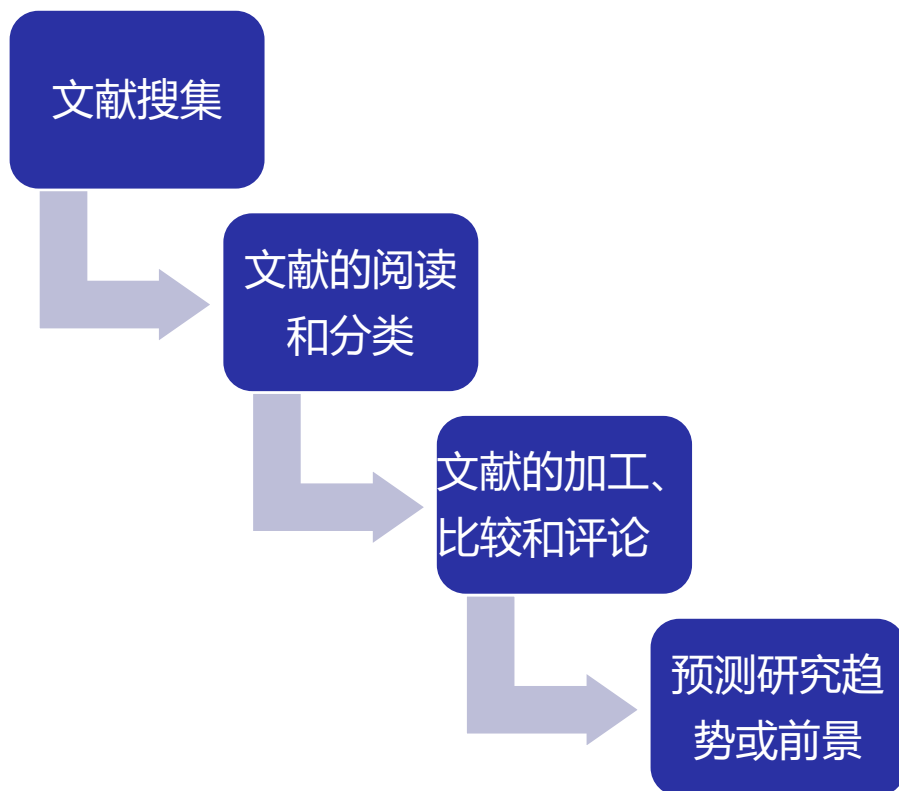 文献搜集
文献的阅读
和分类
文献的加工、
比较和评论
预测研究趋
势或前景